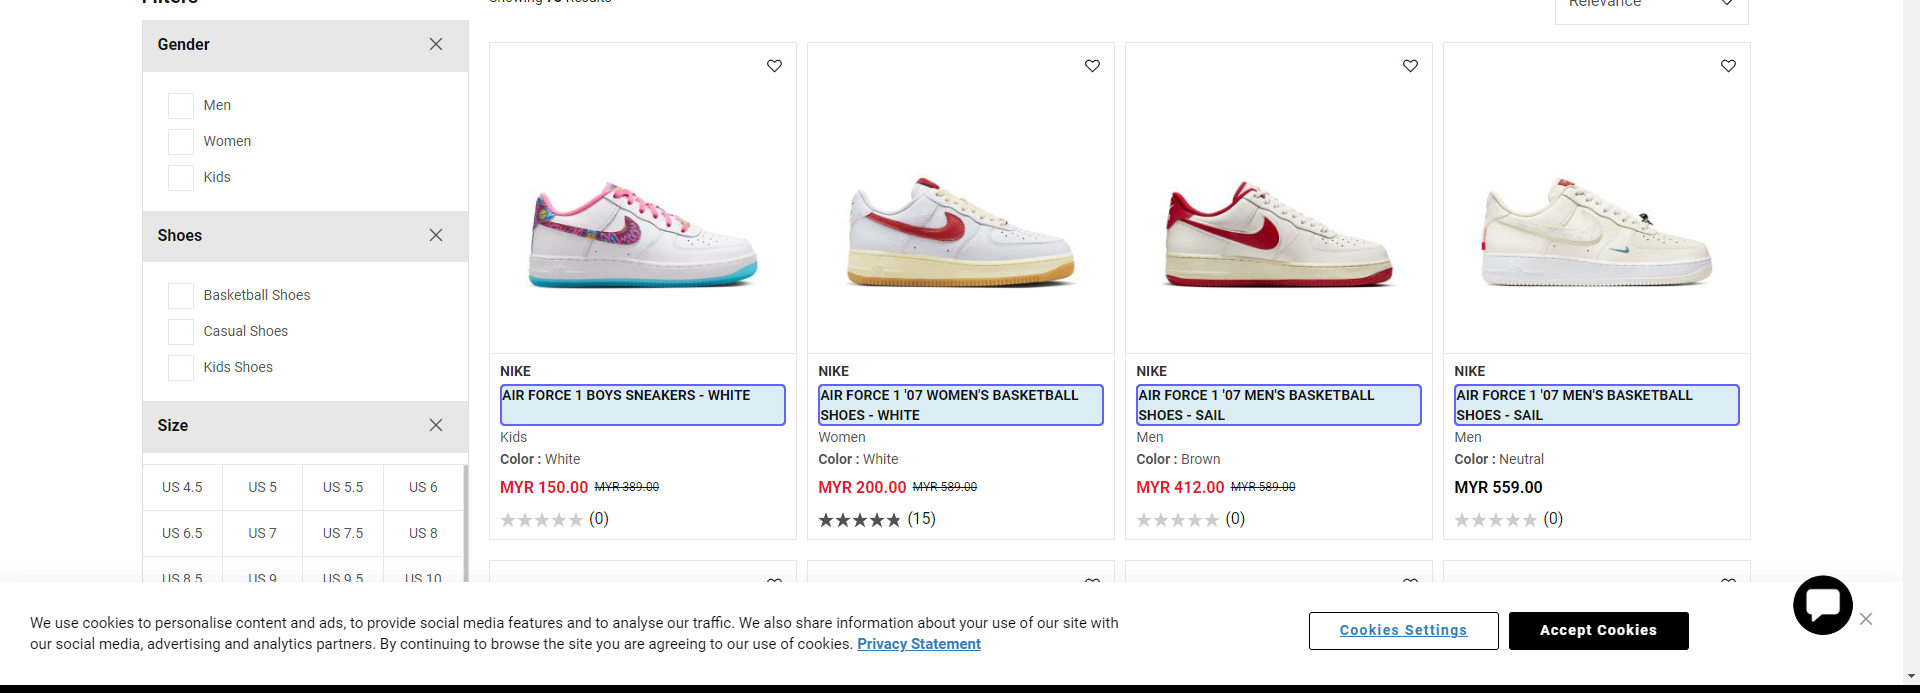 Filters
Showing 73 Results
Relevance
Gender
Men
Women
Kids
Shoes
Basketball Shoes
Casual Shoes
Kids Shoes
Size
US 4.5
US 5
US 5.5
US 6
US 6.5
US 7
US 7.5
US 8
US 8.5
US 9
US 9.5
US 10
NIKE
AIR FORCE 1 BOYS SNEAKERS - WHITE
Kids
Color : White
MYR 150.00 MYR 389.00
(0)
NIKE
AIR FORCE 1 '07 WOMEN'S BASKETBALL
SHOES - WHITE
Women
Color : White
MYR 200.00 MYR 589.00
(15)
NIKE
AIR FORCE 1 '07 MEN'S BASKETBALL
SHOES - SAIL
Men
Color : Brown
MYR 412.00 MYR 589.00
(0)
NIKE
AIR FORCE 1 '07 MEN'S BASKETBALL
SHOES - SAIL
Men
Color : Neutral
MYR 559.00
(0)
We use cookies to personalise content and ads, to provide social media features and to analyse our traffic. We also share information about your use of our site with
our social media, advertising and analytics partners. By continuing to browse the site you are agreeing to our use of cookies. Privacy Statement
Cookies Settings
Accept Cookies